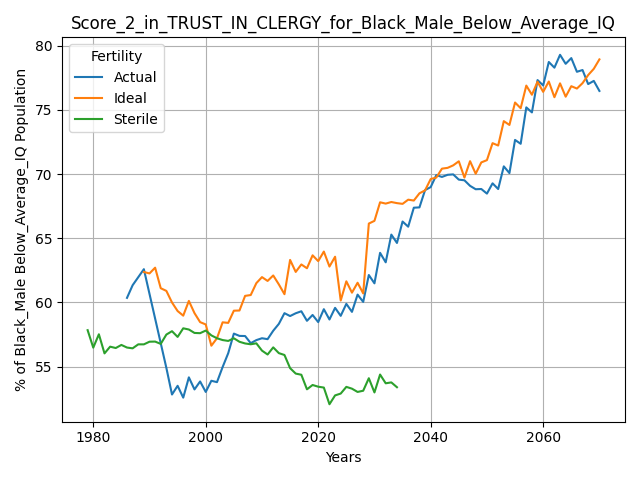 Score_2_in_TRUST_IN_CLERGY_for_Black_Male_Below_Average_IQ
% of Black_Male Below_Average_IQ Population
80
75
70
65
60
55
Fertility
Actual
Ideal
Sterile
1980
2000
2020
2040
2060
Years